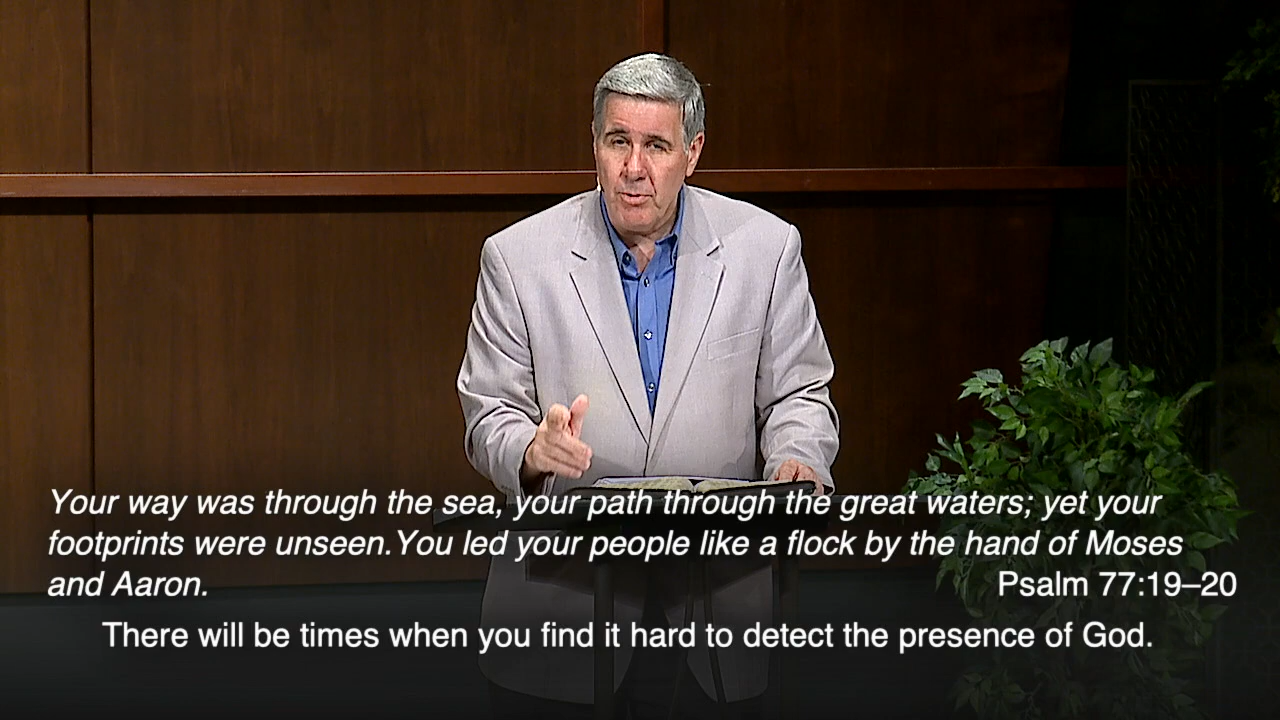 Your way was through the sea, your path through the great waters; yet your
footprints were unseen.You led your people like a flock by the hand of Moses
and Aaron. Psalm 77:19–20
There will be times when you find it hard to detect the presence of God.